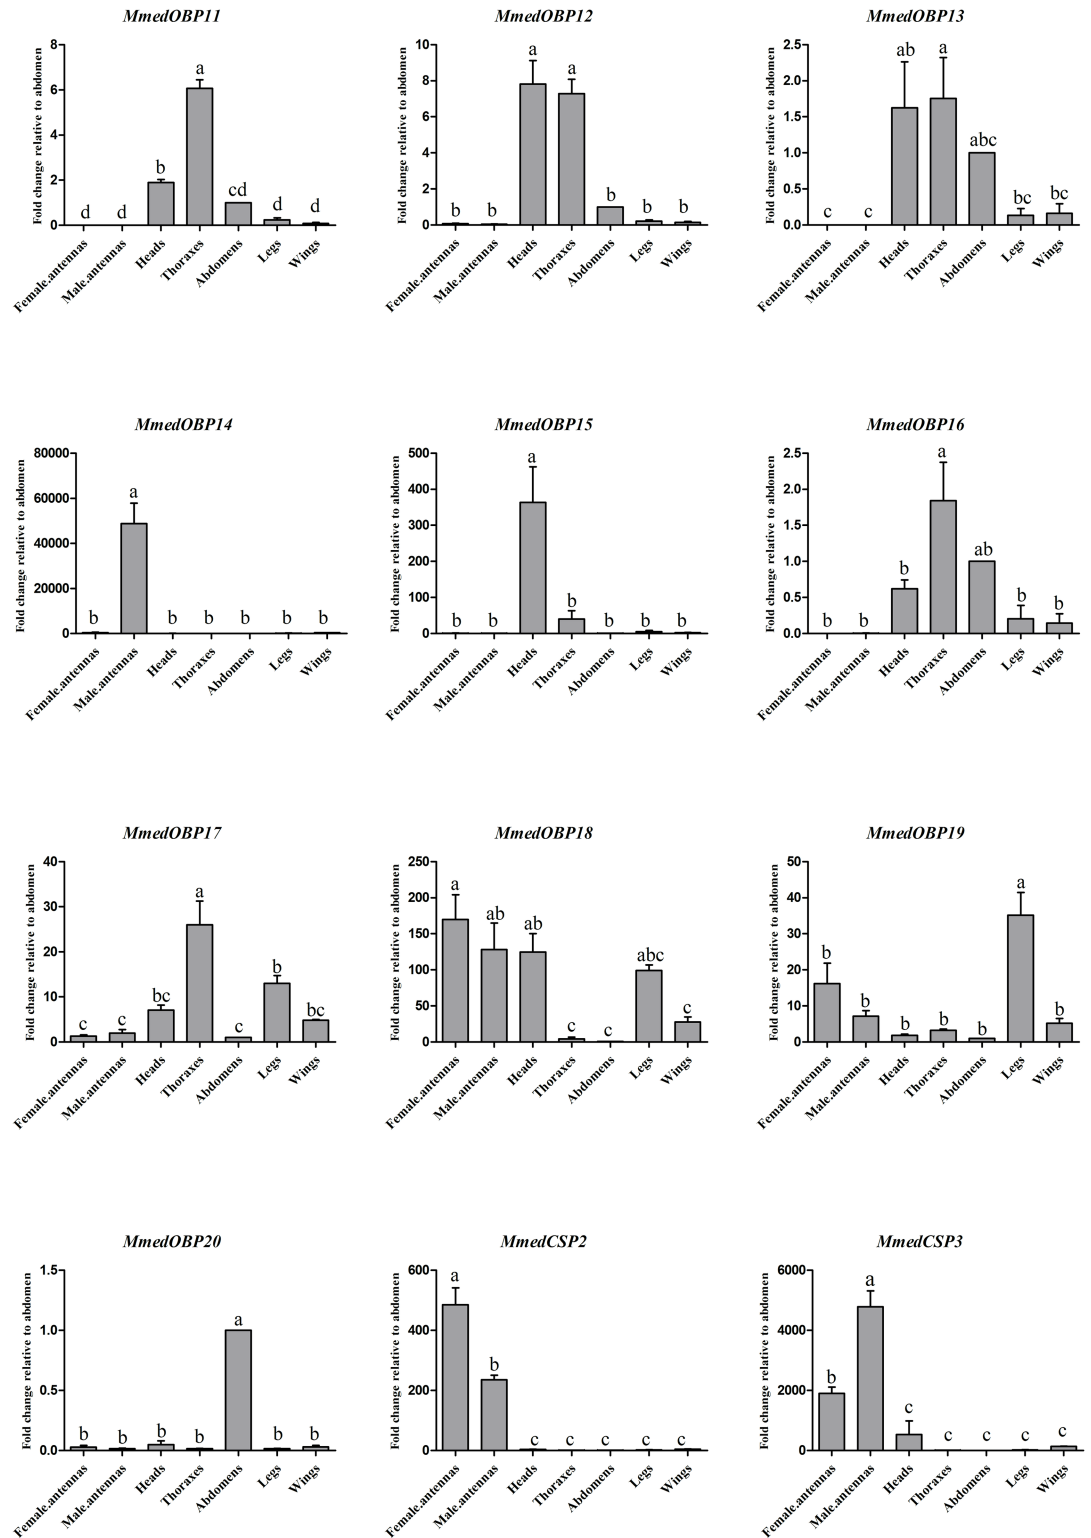 MmedOBP11
Fold change relative to abdomen
8
6
4
2
0
d
d
b
a
cd
d
d
Female.antennas
Male.antennas
Heads
Thoraxes
Abdomens
Legs
Wings
MmedOBP12
Fold change relative to abdomen
10
8
6
4
2
0
b
b
a
a
b
b
b
Female.antennas
Male.antennas
Heads
Thoraxes
Abdomens
Legs
Wings
MmedOBP13
Fold change relative to abdomen
2.5
2.0
1.5
1.0
0.5
0.0
c
c
ab
a
abc
bc
bc
Female.antennas
Male.antennas
Heads
Thoraxes
Abdomens
Legs
Wings
MmedOBP14
Fold change relative to abdomen
80000
60000
40000
20000
0
b
a
b
b
b
b
b
Female.antennas
Male.antennas
Heads
Thoraxes
Abdomens
Legs
Wings
MmedOBP15
Fold change relative to abdomen
500
400
300
200
100
0
b
b
a
b
b
b
b
Female.antennas
Male.antennas
Heads
Thoraxes
Abdomens
Legs
Wings
MmedOBP16
Fold change relative to abdomen
2.5
2.0
1.5
1.0
0.5
0.0
b
b
b
a
ab
b
b
Female.antennas
Male.antennas
Heads
Thoraxes
Abdomens
Legs
Wings
MmedOBP17
Fold change relative to abdomen
40
30
20
10
0
c
c
bc
a
c
b
bc
Female.antennas
Male.antennas
Heads
Thoraxes
Abdomens
Legs
Wings
MmedOBP18
Fold change relative to abdomen
250
200
150
100
50
0
a
ab
ab
c
c
abc
c
Female.antennas
Male.antennas
Heads
Thoraxes
Abdomens
Legs
Wings
MmedOBP19
Fold change relative to abdomen
50
40
30
20
10
0
b
b
b
b
b
a
b
Female.antennas
Male.antennas
Heads
Thoraxes
Abdomens
Legs
Wings
MmedOBP20
Fold change relative to abdomen
1.5
1.0
0.5
0.0
b
b
b
b
a
b
b
Female.antennas
Male.antennas
Heads
Thoraxes
Abdomens
Legs
Wings
MmedCSP2
Fold change relative to abdomen
600
400
200
0
a
b
c
c
c
c
c
Female.antennas
Male.antennas
Heads
Thoraxes
Abdomens
Legs
Wings
MmedCSP3
Fold change relative to abdomen
6000
4000
2000
0
b
a
c
c
c
c
c
Female.antennas
Male.antennas
Heads
Thoraxes
Abdomens
Legs
Wings